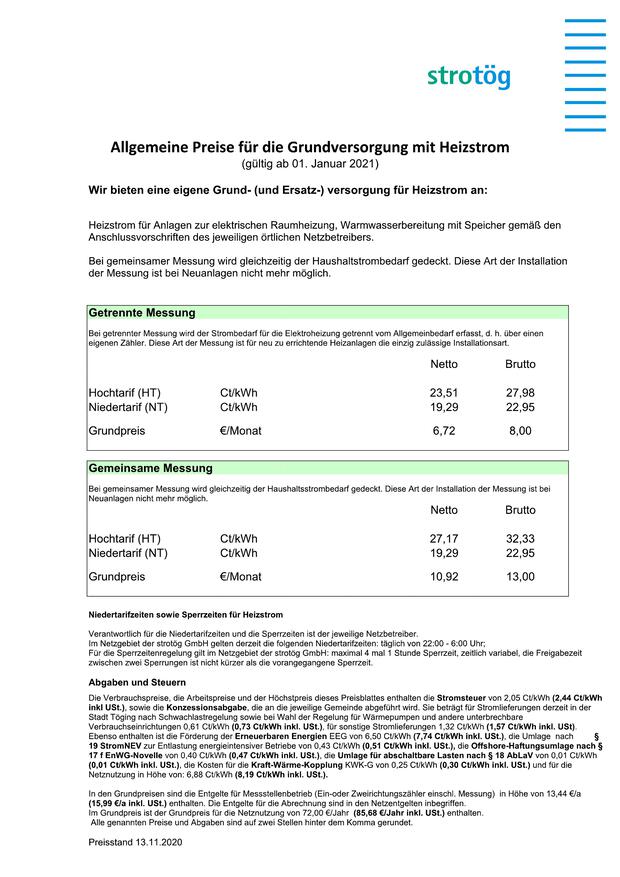 strotög
Allgemeine Preise für die Grundversorgung mit Heizstrom
(gültig ab 01. Januar 2021)
Wir bieten eine eigene Grund- (und Ersatz-) versorgung für Heizstrom an:
Heizstrom für Anlagen zur elektrischen Raumheizung, Warmwasserbereitung mit Speicher gemäß den
Anschlussvorschriften des jeweiligen örtlichen Netzbetreibers.
Bei gemeinsamer Messung wird gleichzeitig der Haushaltstrombedarf gedeckt. Diese Art der Installation
der Messung ist bei Neuanlagen nicht mehr möglich.
Getrennte Messung
Bei getrennter Messung wird der Strombedarf für die Elektroheizung getrennt vom Allgemeinbedarf erfasst, d. h. über einen
eigenen Zähler. Diese Art der Messung ist für neu zu errichtende Heizanlagen die einzig zulässige Installationsart.
Netto Brutto
Hochtarif (HT) Ct/kWh 23,51 27,98
Niedertarif (NT) Ct/kWh 19,29 22,95
Grundpreis €/Monat 6,72 8,00
Gemeinsame Messung
Bei gemeinsamer Messung wird gleichzeitig der Haushaltsstrombedarf gedeckt. Diese Art der Installation der Messung ist bei
Neuanlagen nicht mehr möglich.
Netto Brutto
Hochtarif (HT) Ct/kWh 27,17 32,33
Niedertarif (NT) Ct/kWh 19,29 22,95
Grundpreis €/Monat 10,92 13,00
Niedertarifzeiten sowie Sperrzeiten für Heizstrom
Verantwortlich für die Niedertarifzeiten und die Sperrzeiten ist der jeweilige Netzbetreiber.
Im Netzgebiet der strotög GmbH gelten derzeit die folgenden Niedertarifzeiten: täglich von 22:00 - 6:00 Uhr;
Für die Sperrzeitenregelung gilt im Netzgebiet der strotög GmbH: maximal 4 mal 1 Stunde Sperrzeit, zeitlich variabel, die Freigabezeit
zwischen zwei Sperrungen ist nicht kürzer als die vorangegangene Sperrzeit.
Abgaben und Steuern
Die Verbrauchspreise, die Arbeitspreise und der Höchstpreis dieses Preisblattes enthalten die Stromsteuer von 2,05 Ct/kWh (2,44 Ct/kWh
inkl USt.), sowie die Konzessionsabgabe, die an die jeweilige Gemeinde abgeführt wird. Sie beträgt für Stromlieferungen derzeit in der
Stadt Töging nach Schwachlastregelung sowie bei Wahl der Regelung für Wärmepumpen und andere unterbrechbare
Verbrauchseinrichtungen 0,61 Ct/kWh (0,73 Ct/kWh inkl. USt.), für sonstige Stromlieferungen 1,32 Ct/kWh (1,57 Ct/kWh inkl. USt).
Ebenso enthalten ist die Förderung der Erneuerbaren Energien EEG von 6,50 Ct/kWh (7,74 Ct/kWh inkl. USt.), die Umlage nach §
19 StromNEV zur Entlastung energieintensiver Betriebe von 0,43 Ct/kWh (0,51 Ct/kWh inkl. USt.), die Offshore-Haftungsumlage nach §
17 f EnWG-Novelle von 0,40 Ct/kWh (0,47 Ct/kWh inkl. USt.), die Umlage für abschaltbare Lasten nach § 18 AbLaV von 0,01 Ct/kWh
(0,01 Ct/kWh inkl. USt.), die Kosten für die Kraft-Wärme-Kopplung KWK-G von 0,25 Ct/kWh (0,30 Ct/kWh inkl. USt.) und für die
Netznutzung in Höhe von: 6,88 Ct/kWh (8,19 Ct/kWh inkl. USt.).
In den Grundpreisen sind die Entgelte für Messstellenbetrieb (Ein-oder Zweirichtungszähler einschl. Messung) in Höhe von 13,44 €/a
(15,99 €/a inkl. USt.) enthalten. Die Entgelte für die Abrechnung sind in den Netzentgelten inbegriffen.
Im Grundpreis ist der Grundpreis für die Netznutzung von 72,00 €/Jahr (85,68 €/Jahr inkl. USt.) enthalten.
Alle genannten Preise und Abgaben sind auf zwei Stellen hinter dem Komma gerundet.
Preisstand 13.11.2020